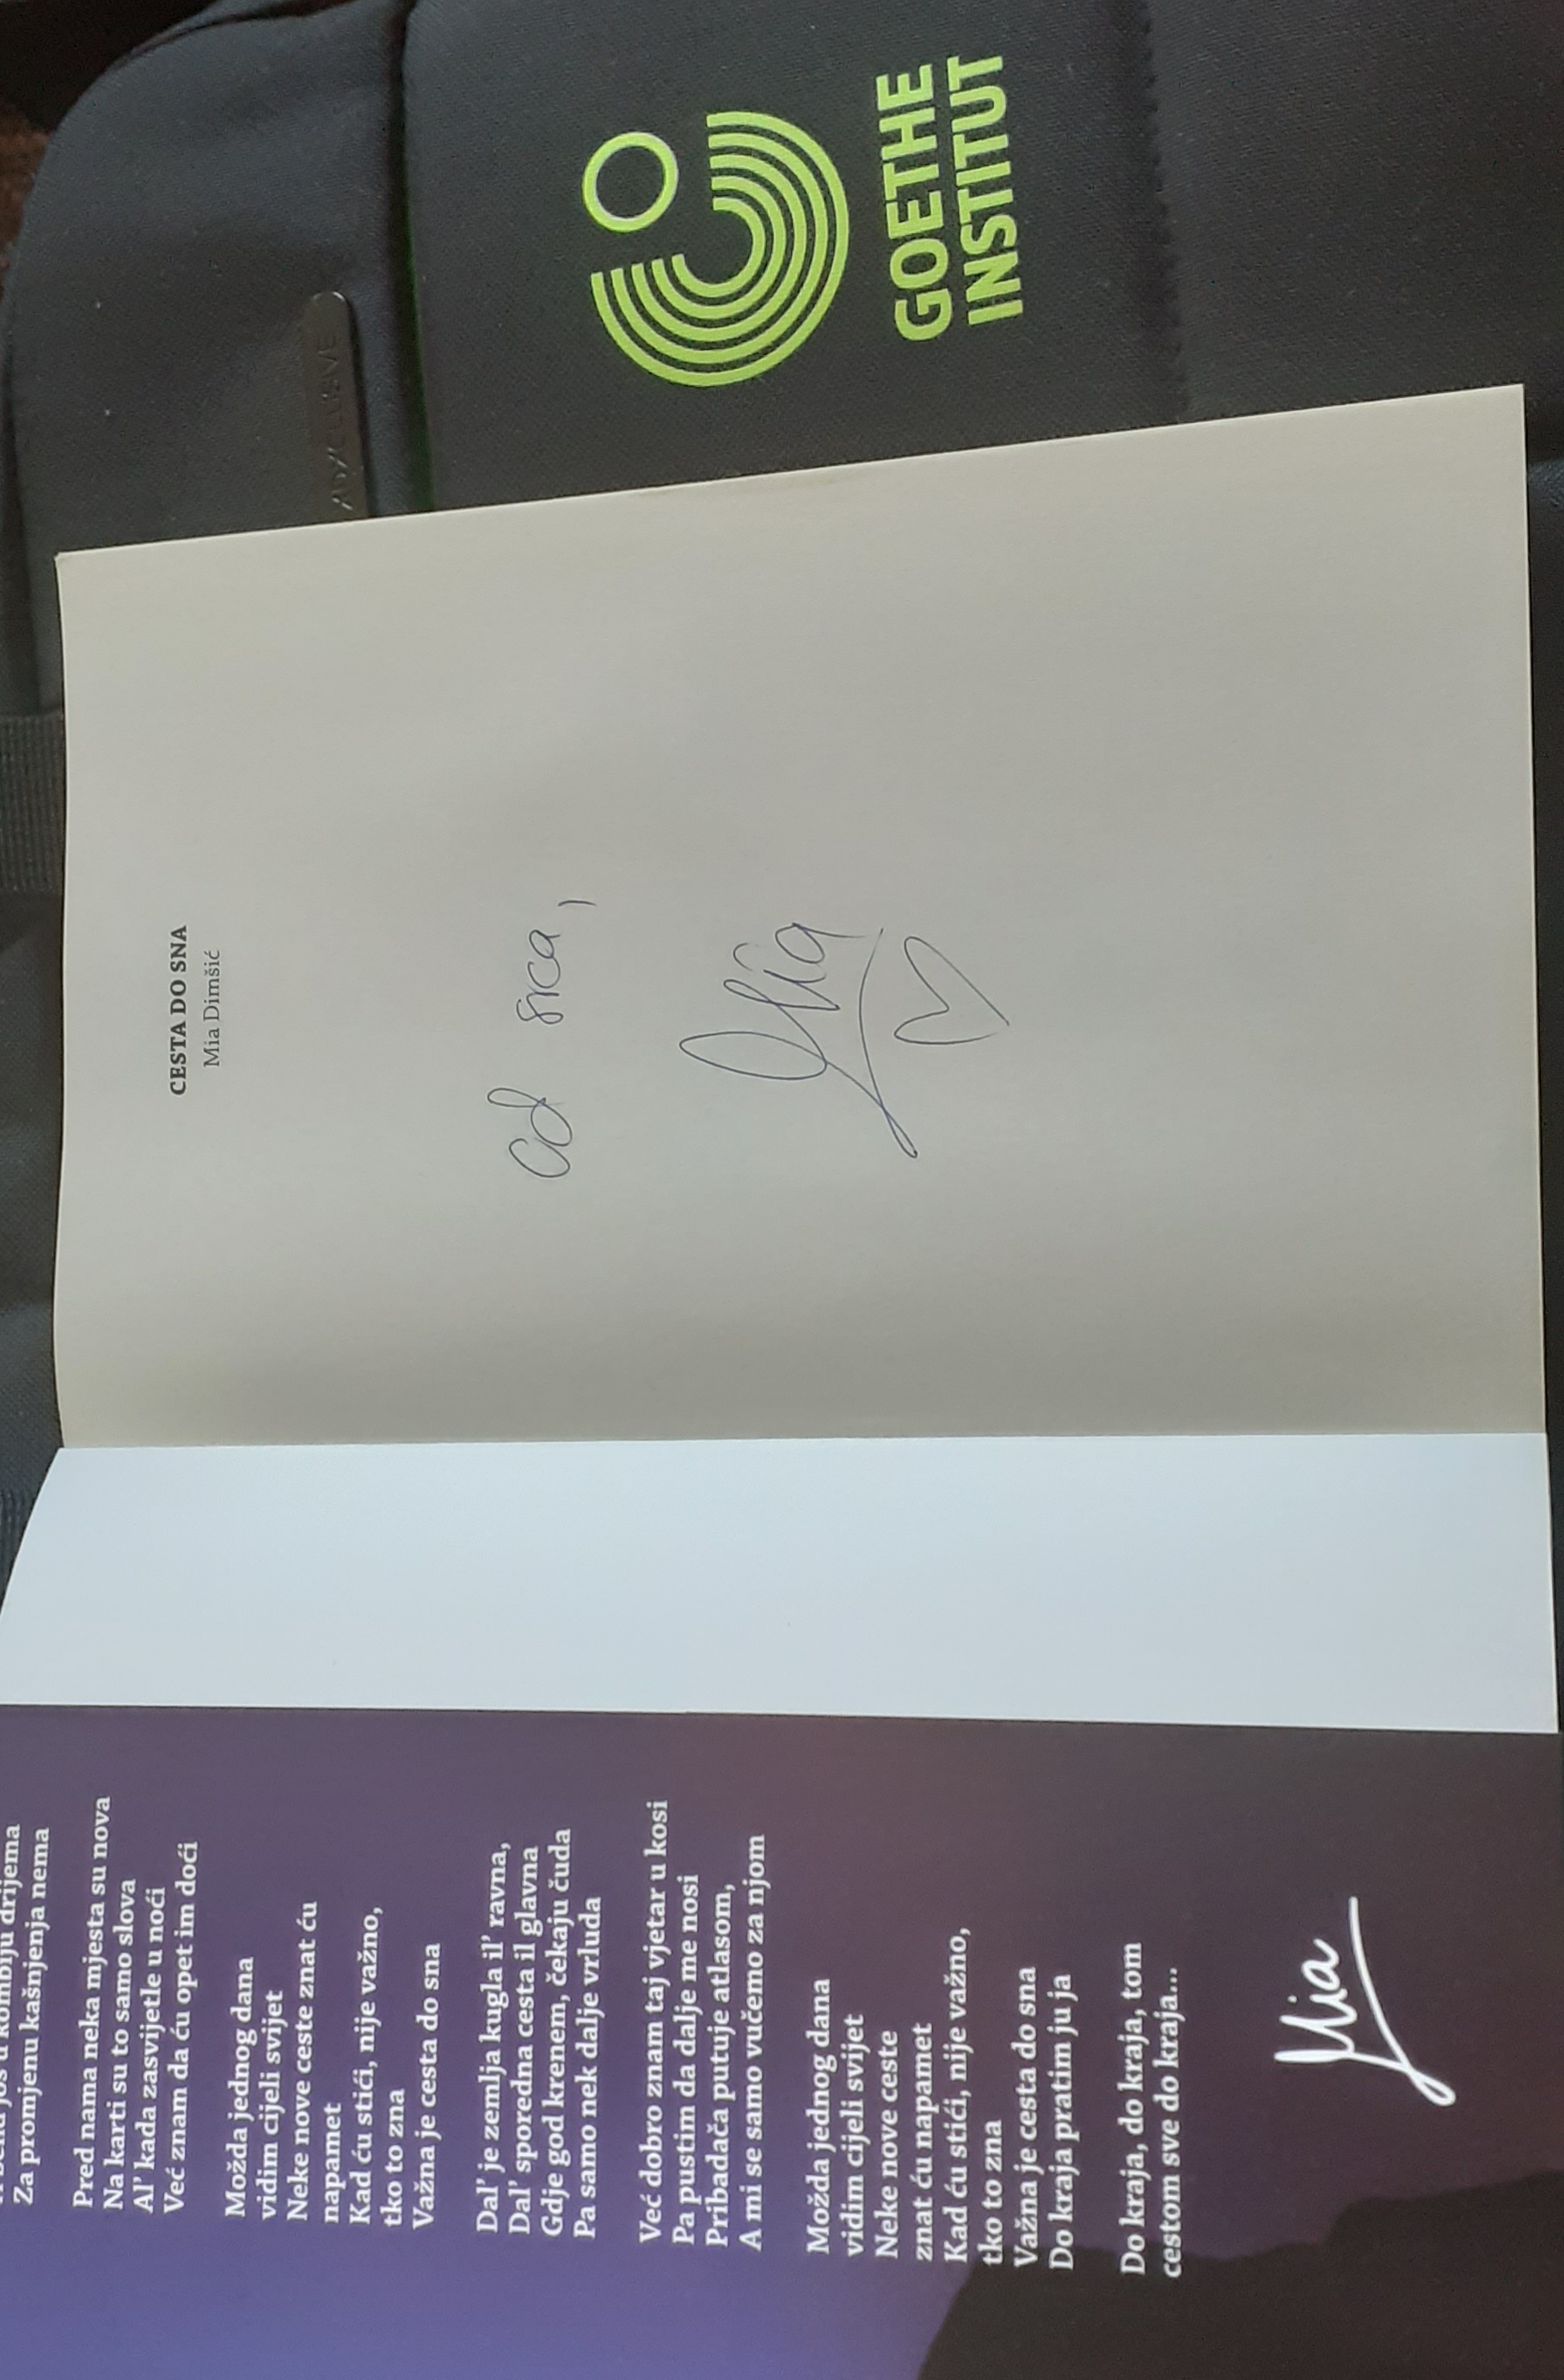 Za promjenu kašnjenja nema
Pred nama neka mjesta su nova
Na karti su to samo slova
Al' kada zasvijetle u noći
Već znam da ću opet im doći
Možda jednog dana
vidim cijeli svijet
Neke nove ceste znat ću
napamet
Kad ću stići, nije važno,
tko to zna
Važna je cesta do sna
Dal' je zemlja kugla il' ravna,
Dal' sporedna cesta il glavna
Gdje god krenem, čekaju čuda
Pa samo nek dalje vrluda
Već dobro znam taj vjetar u kosi
Pa pustim da dalje me nosi
Pribadača putuje atlasom,
A mi se samo vučemo za njom
Možda jednog dana
vidim cijeli svijet
Neke nove ceste
znat ću napamet
Kad ću stići, nije važno,
tko to zna
Važna je cesta do sna
Do kraja pratim ju ja
Do kraja, do kraja, tom
cestom sve do kraja...
Mia
CESTA DO SNA
Mia Dimšić
Od srca,
Mia
GOETHE
INSTITUT